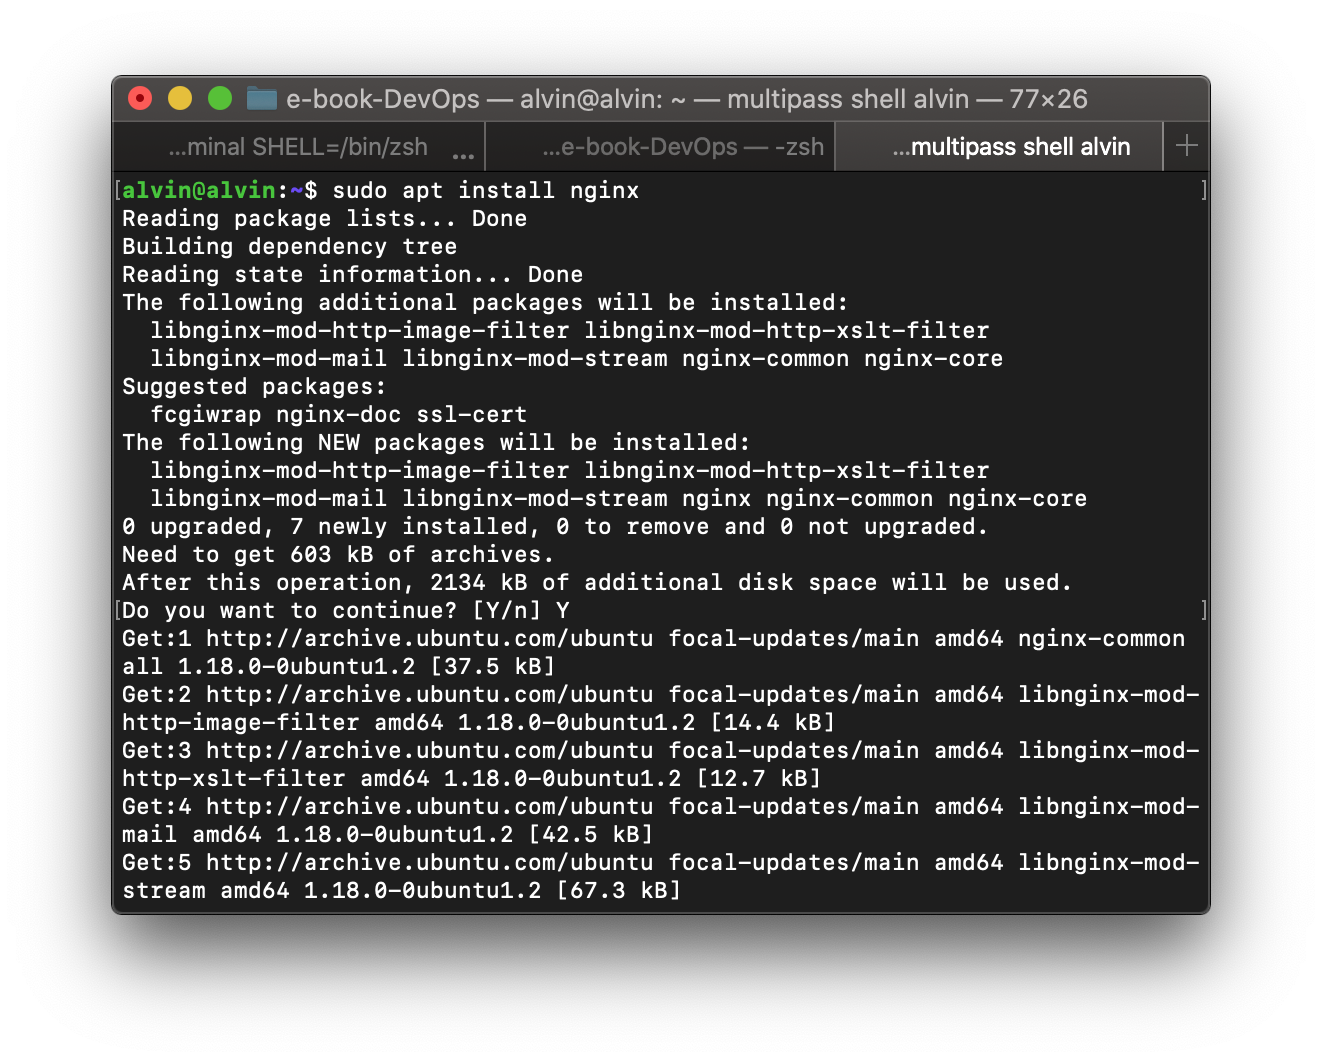 e-book-DevOps — alvin@alvin: ~ — multipass shell alvin — 77×26
...minal SHELL=/bin/zsh ... ...e-book-DevOps — -zsh ...multipass shell alvin +
[alvin@alvin:~$ sudo apt install nginx ]
Reading package lists... Done
Building dependency tree
Reading state information... Done
The following additional packages will be installed:
  libnginx-mod-http-image-filter libnginx-mod-http-xslt-filter
  libnginx-mod-mail libnginx-mod-stream nginx-common nginx-core
Suggested packages:
  fcgiwrap nginx-doc ssl-cert
The following NEW packages will be installed:
  libnginx-mod-http-image-filter libnginx-mod-http-xslt-filter
  libnginx-mod-mail libnginx-mod-stream nginx nginx-common nginx-core
0 upgraded, 7 newly installed, 0 to remove and 0 not upgraded.
Need to get 603 kB of archives.
After this operation, 2134 kB of additional disk space will be used.
[Do you want to continue? [Y/n] Y ]
Get:1 http://archive.ubuntu.com/ubuntu focal-updates/main amd64 nginx-common
all 1.18.0-0ubuntu1.2 [37.5 kB]
Get:2 http://archive.ubuntu.com/ubuntu focal-updates/main amd64 libnginx-mod-
http-image-filter amd64 1.18.0-0ubuntu1.2 [14.4 kB]
Get:3 http://archive.ubuntu.com/ubuntu focal-updates/main amd64 libnginx-mod-
http-xslt-filter amd64 1.18.0-0ubuntu1.2 [12.7 kB]
Get:4 http://archive.ubuntu.com/ubuntu focal-updates/main amd64 libnginx-mod-
mail amd64 1.18.0-0ubuntu1.2 [42.5 kB]
Get:5 http://archive.ubuntu.com/ubuntu focal-updates/main amd64 libnginx-mod-
stream amd64 1.18.0-0ubuntu1.2 [67.3 kB]